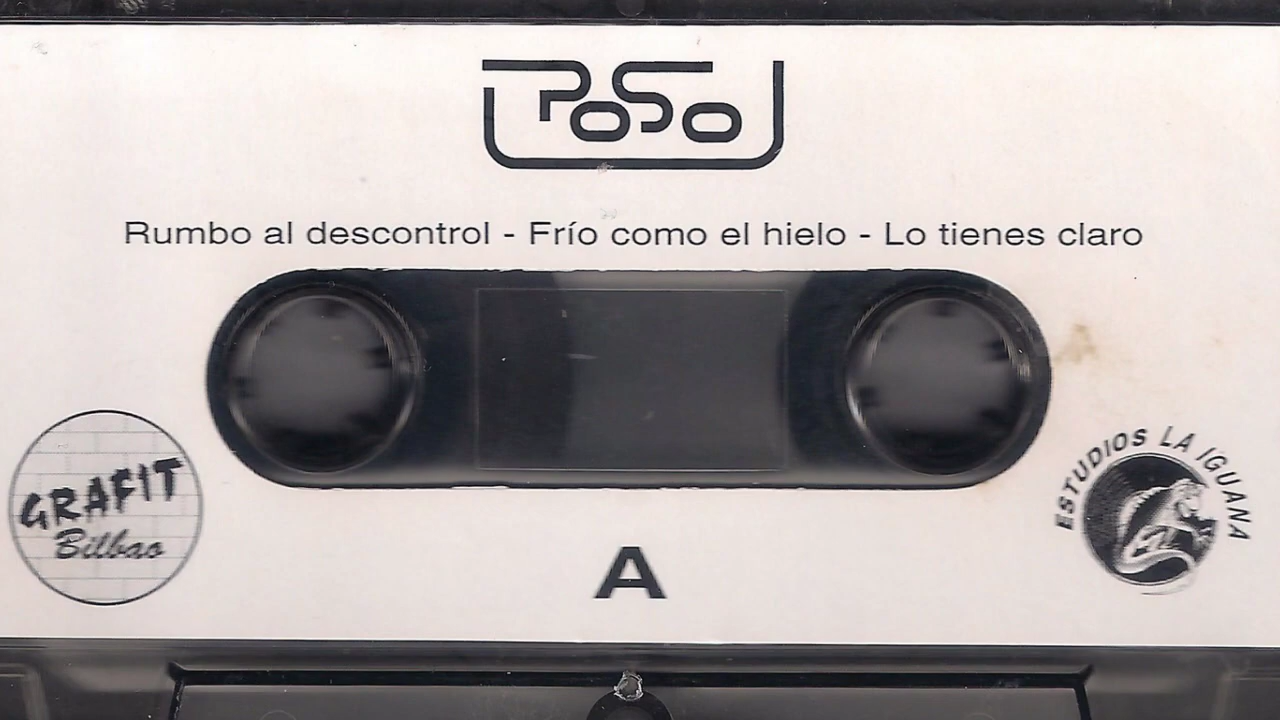 PoSo
Rumbo al descontrol - Frío como el hielo - Lo tienes claro
GRAFIT
Bilbao
ESTUDIOS LA IGUANA
A